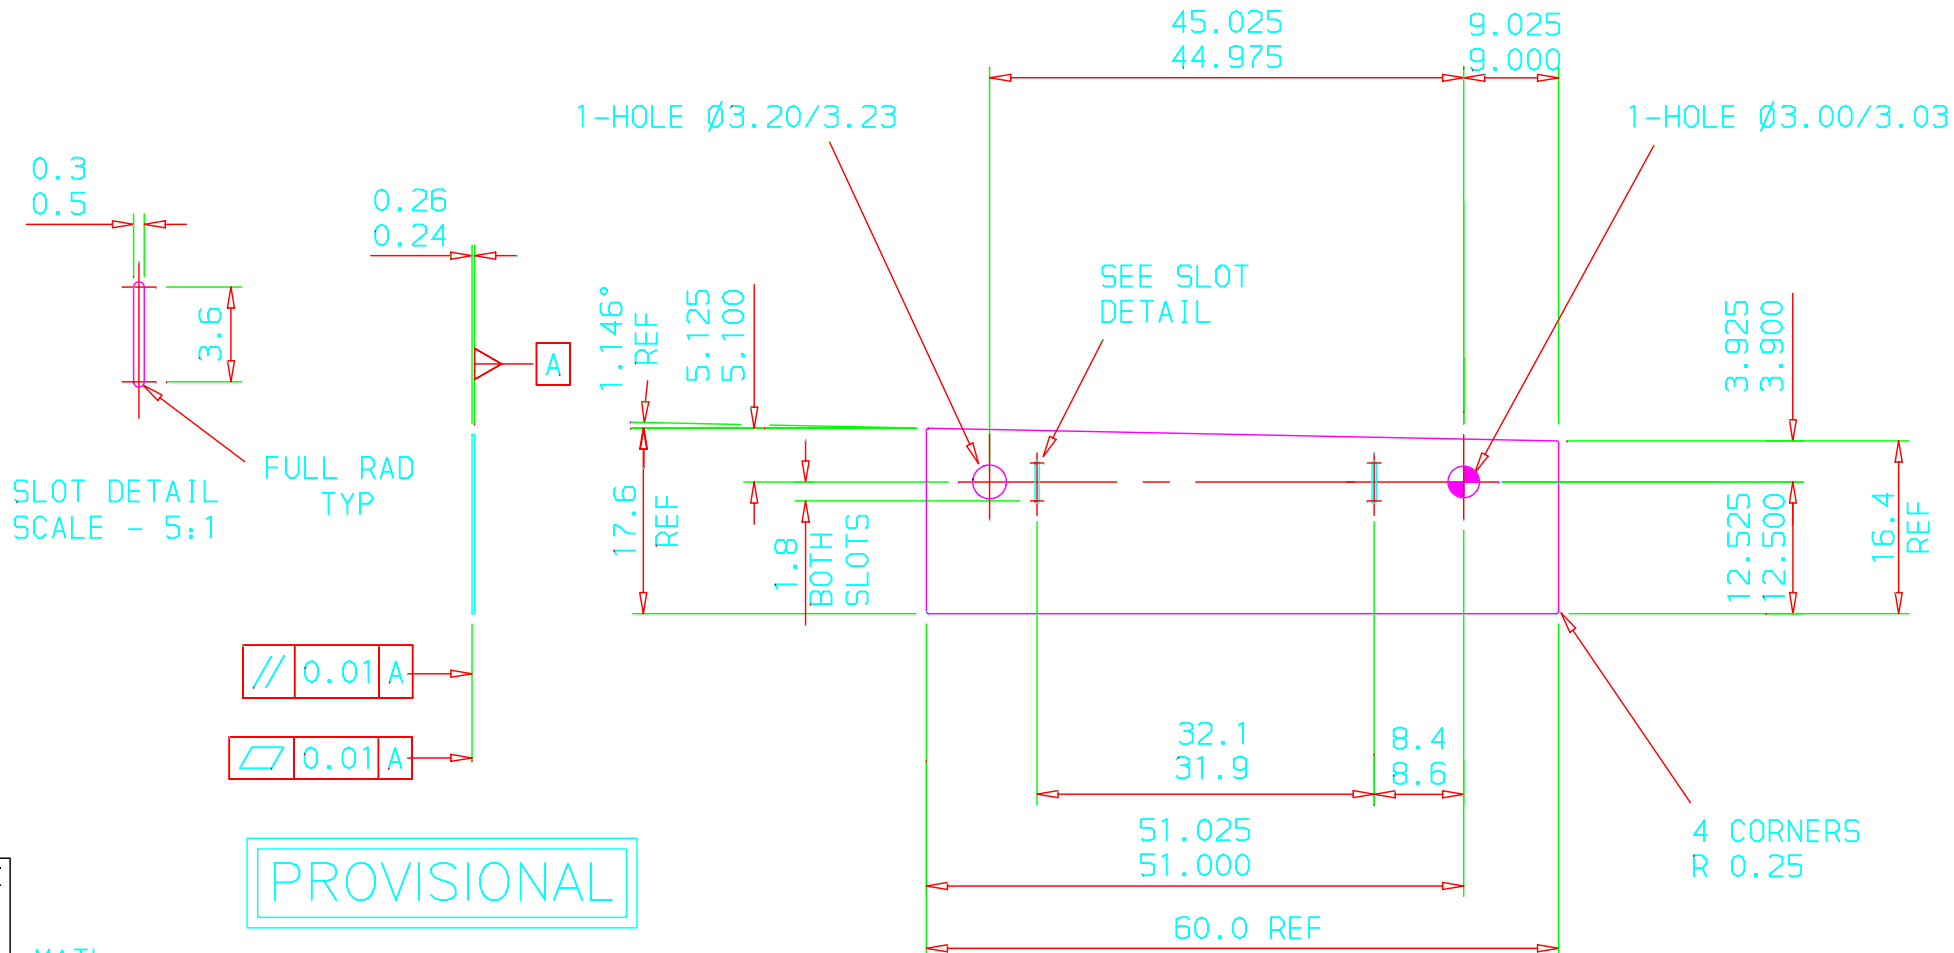 45.025
44.975
9.025
9.000
1-HOLE Ø3.20/3.23
1-HOLE Ø3.00/3.03
0.3
0.5
0.26
0.24
3.6
A
SEE SLOT
DETAIL
1.146°
REF
5.125
5.100
3.925
3.900
FULL RAD
TYP
SLOT DETAIL
SCALE - 5:1
17.6
REF
1.8
BOTH
SLOTS
12.525
12.500
16.4
REF
// 0.01 A
⏥ 0.01 A
32.1
31.9
8.4
8.6
51.025
51.000
60.0 REF
4 CORNERS
R 0.25
PROVISIONAL